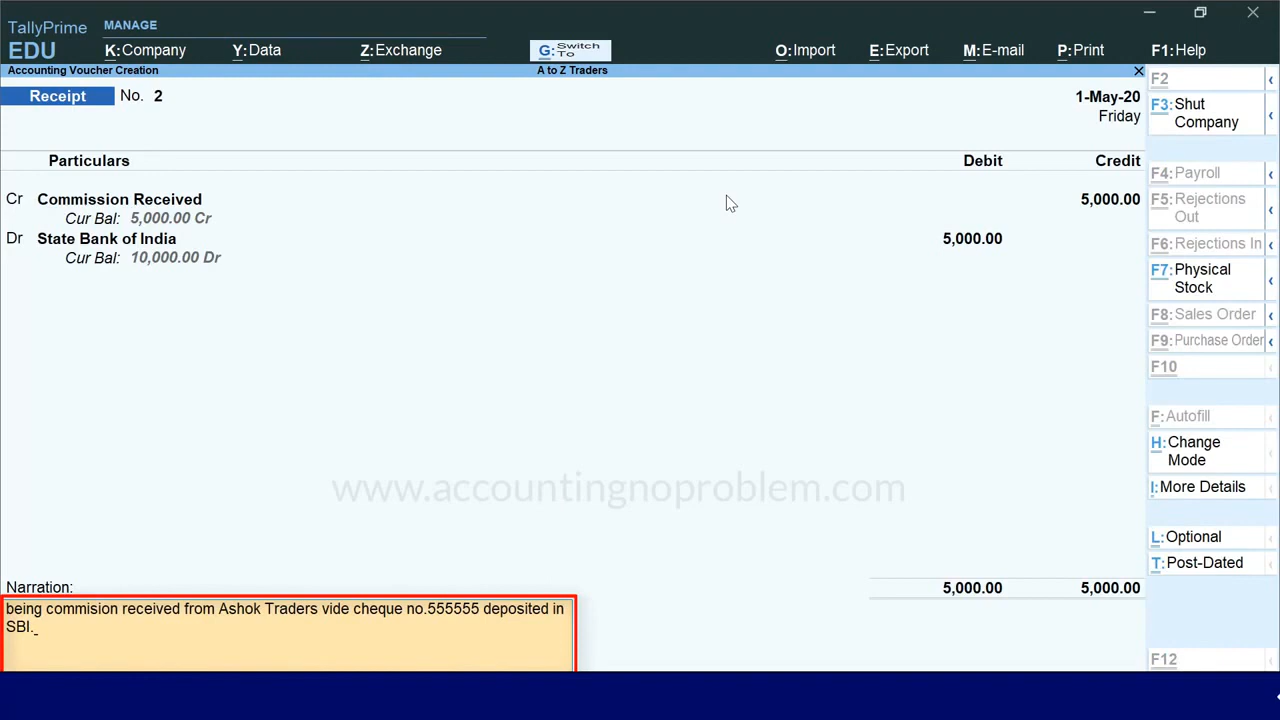 TallyPrime
EDU
MANAGE
K:Company Y:Data Z:Exchange G:Switch To O:Import E:Export M:E-mail P:Print F1:Help
Accounting Voucher Creation A to Z Traders
Receipt No. 2 1-May-20
Friday
Particulars Debit Credit
Cr Commission Received 5,000.00
Cur Bal: 5,000.00 Cr
Dr State Bank of India 5,000.00
Cur Bal: 10,000.00 Dr
www.accountingnoproblem.com
Narration: 5,000.00 5,000.00
being commision received from Ashok Traders vide cheque no.555555 deposited in
SBI.
F2
F3:Shut
Company
F4:Payroll
F5:Rejections
Out
F6:Rejections In
F7:Physical
Stock
F8:Sales Order
F9:Purchase Order
F10
F:Autofill
H:Change
Mode
I:More Details
L:Optional
T:Post-Dated
F12